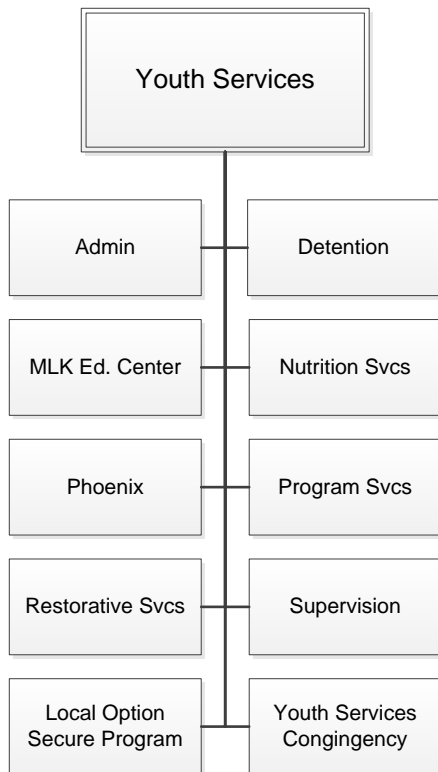 Youth Services
Admin
Detention
MLK Ed. Center
Nutrition Svcs
Phoenix
Program Svcs
Restorative Svcs
Supervision
Local Option
Secure Program
Youth Services
Congingency